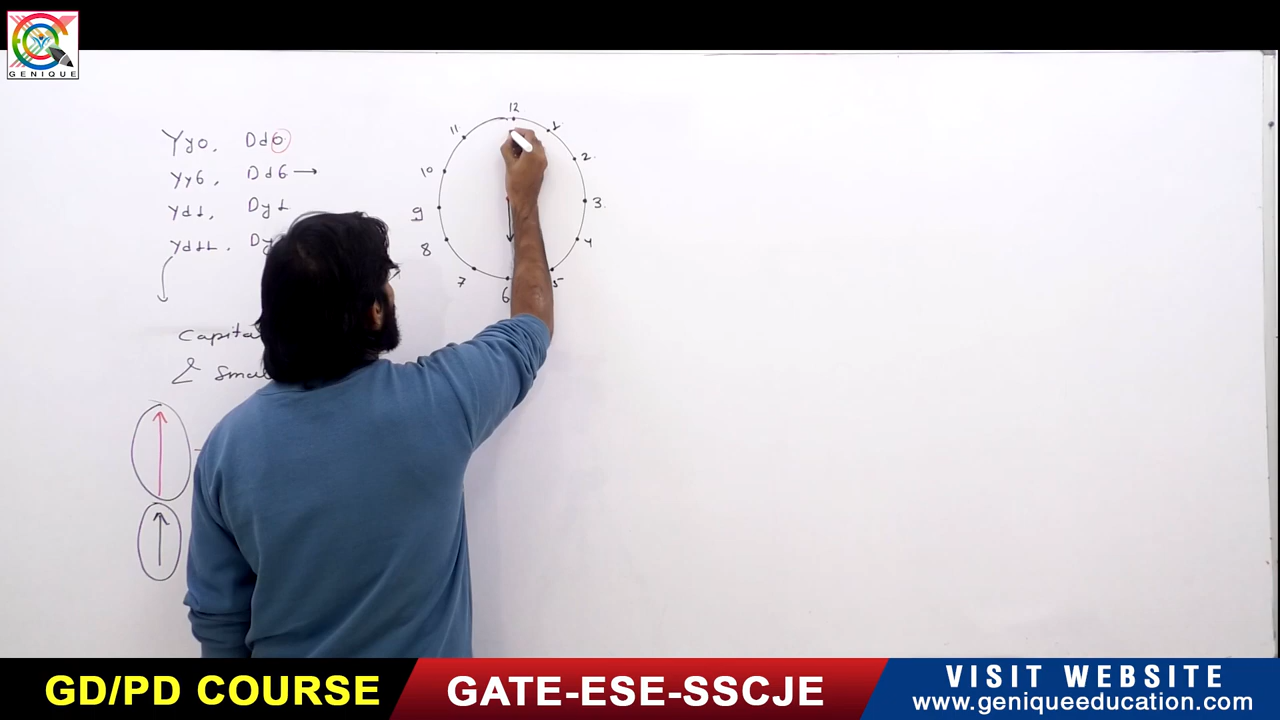 GENIQUE
Yy0, Dd0
Yy6, Dd6
Yd1, Dy1
Yd11, Dy
Capita
& Smal
12
1
2
3
4
5
6
7
8
9
10
11
GD/PD COURSE
GATE-ESE-SSCJE
VISIT WEBSITE
www.geniqueeducation.com